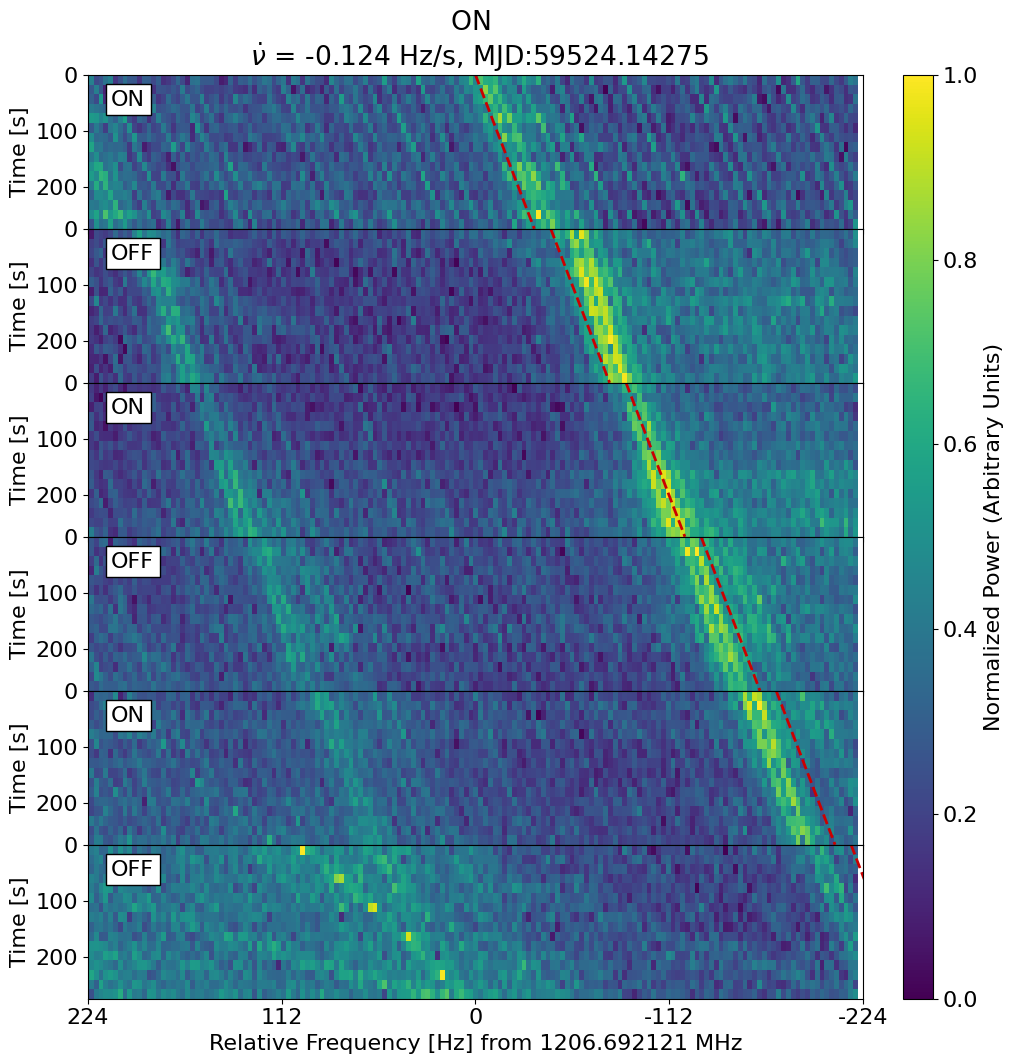 ON
ν̇ = -0.124 Hz/s, MJD:59524.14275
0
100
200
Time [s]
ON
0
100
200
Time [s]
OFF
0
100
200
Time [s]
ON
0
100
200
Time [s]
OFF
0
100
200
Time [s]
ON
0
100
200
Time [s]
OFF
224 112 0 -112 -224
Relative Frequency [Hz] from 1206.692121 MHz
1.0
0.8
0.6
0.4
0.2
0.0
Normalized Power (Arbitrary Units)